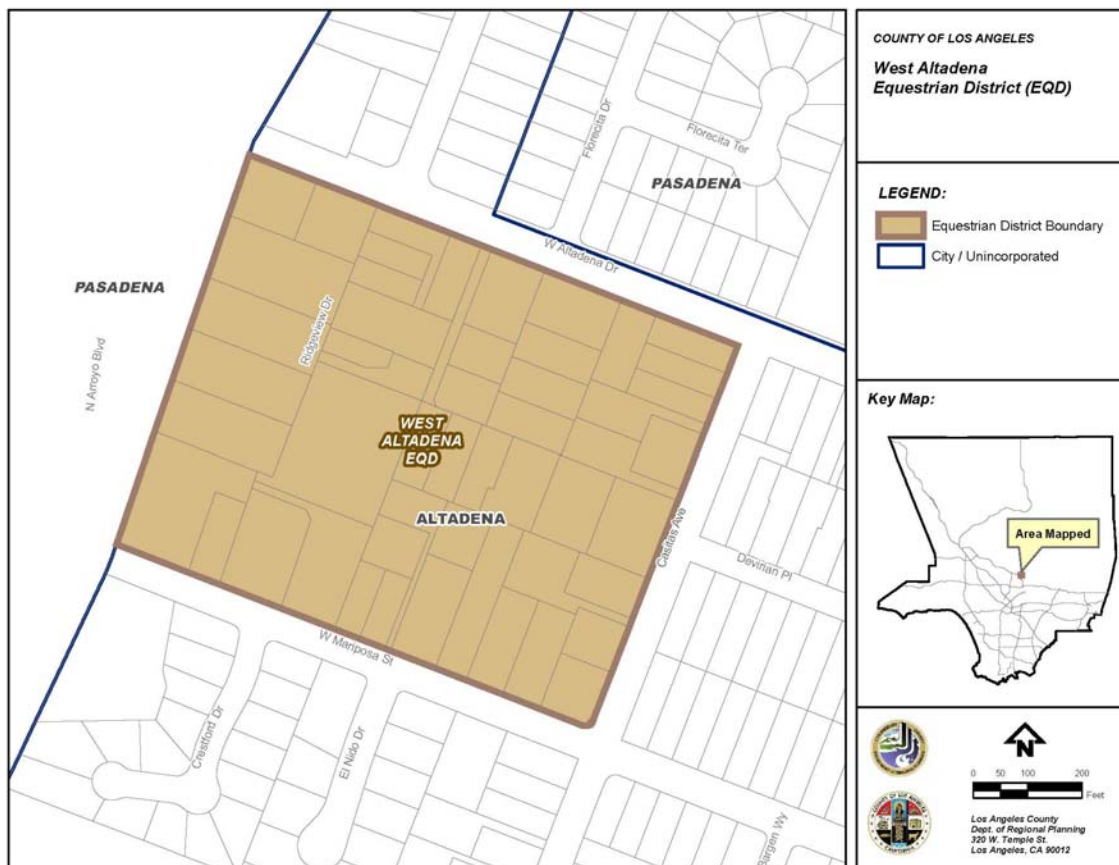 Florecita Dr
Florecita Ter
PASADENA
W Altadena Dr
PASADENA
N Arroyo Blvd
Ridgeview Dr
WEST
ALTADENA
EQD
ALTADENA
Casitas Ave
Devirian Pl
W Mariposa St
Crestford Dr
El Nido Dr
Bargen Wy
COUNTY OF LOS ANGELES
West Altadena
Equestrian District (EQD)
LEGEND:
Equestrian District Boundary
City / Unincorporated
Key Map:
Area Mapped
N
0 50 100 200
Feet
Los Angeles County
Dept. of Regional Planning
320 W. Temple St.
Los Angeles, CA 90012